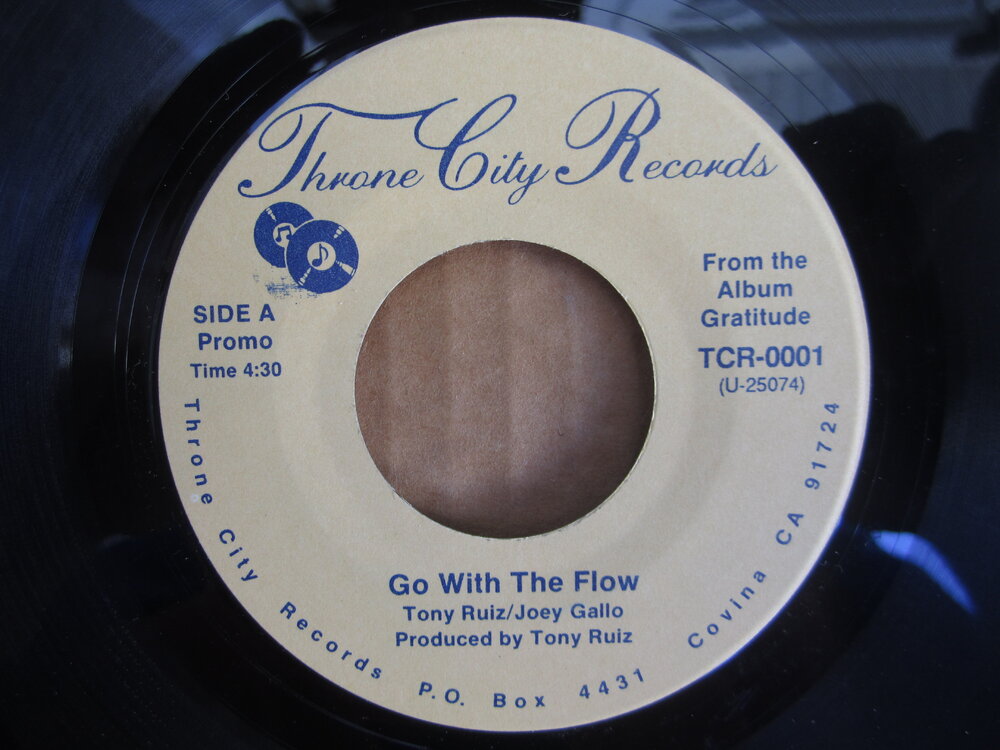 Throne City Records
SIDE A
Promo
Time 4:30
From the
Album
Gratitude
TCR-0001
(U-25074)
Go With The Flow
Tony Ruiz/Joey Gallo
Produced by Tony Ruiz
Throne City Records P.O. Box 4431 Covina CA 91724